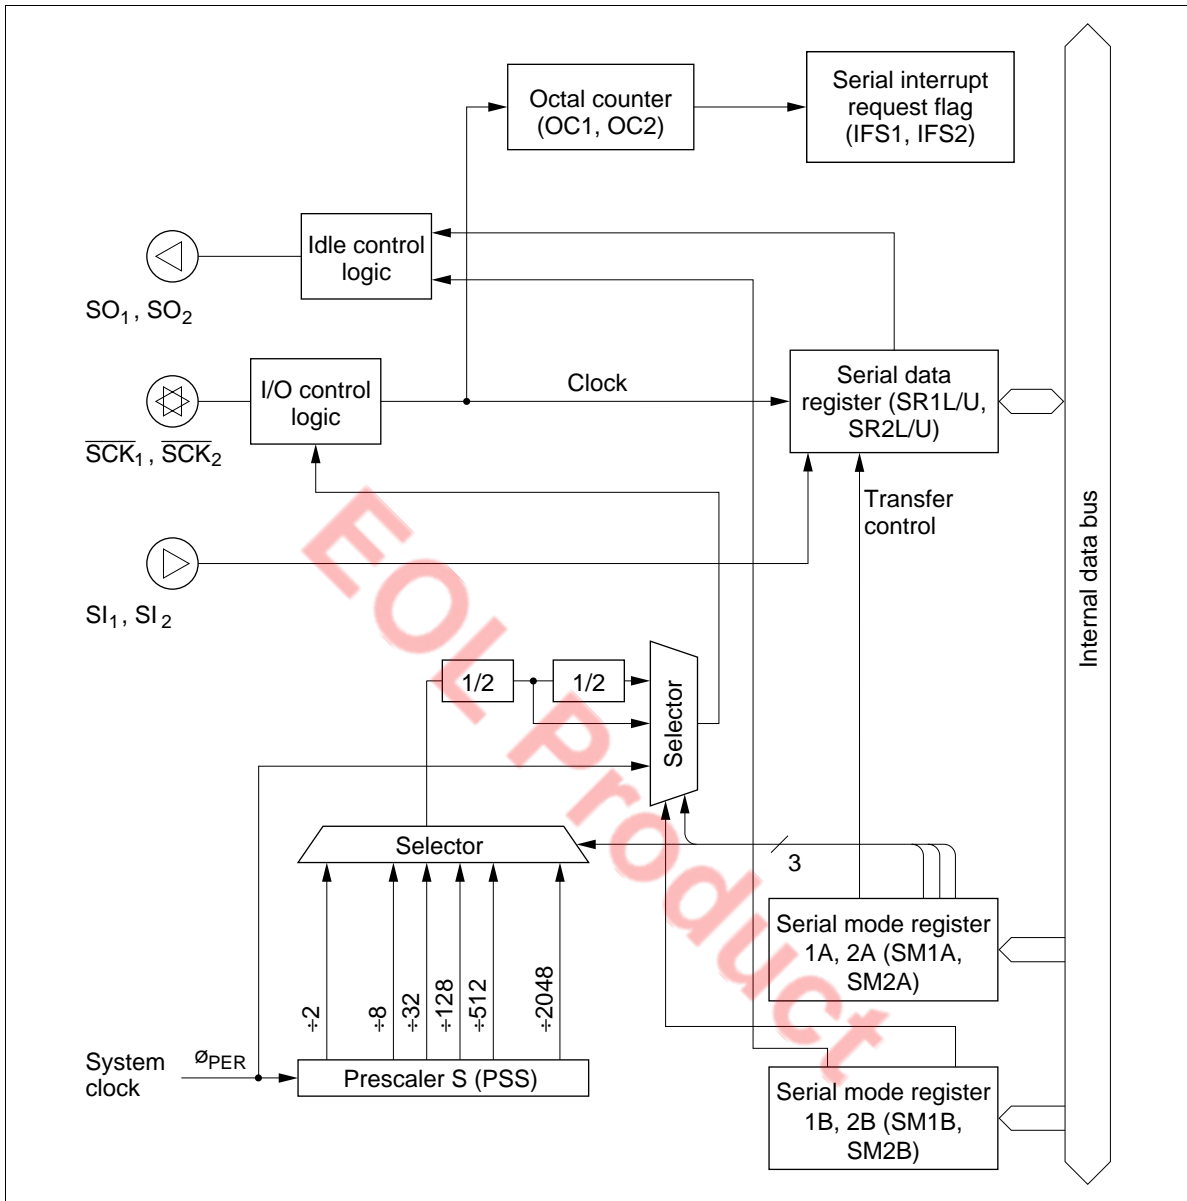 Octal counter
(OC1, OC2)
Serial interrupt
request flag
(IFS1, IFS2)
Idle control
logic
SO1, SO2
I/O control
logic
Clock
Serial data
register (SR1L/U,
SR2L/U)
SCK1, SCK2
Transfer
control
Internal data bus
SI1, SI2
1/2
1/2
Selector
Selector
3
Serial mode register
1A, 2A (SM1A,
SM2A)
÷2
÷8
÷32
÷128
÷512
÷2048
System
clock
øPER
Prescaler S (PSS)
Serial mode register
1B, 2B (SM1B,
SM2B)
EOL Product